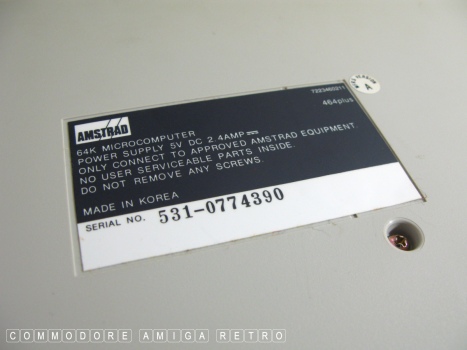 AMSTRAD
7223460211
464plus
64K MICROCOMPUTER
POWER SUPPLY 5V DC 2.4AMP
ONLY CONNECT TO APPROVED AMSTRAD EQUIPMENT
NO USER SERVICEABLE PARTS INSIDE.
DO NOT REMOVE ANY SCREWS.
MADE IN KOREA
SERIAL NO. 531-0774390
A
COMMODORE AMIGA RETRO